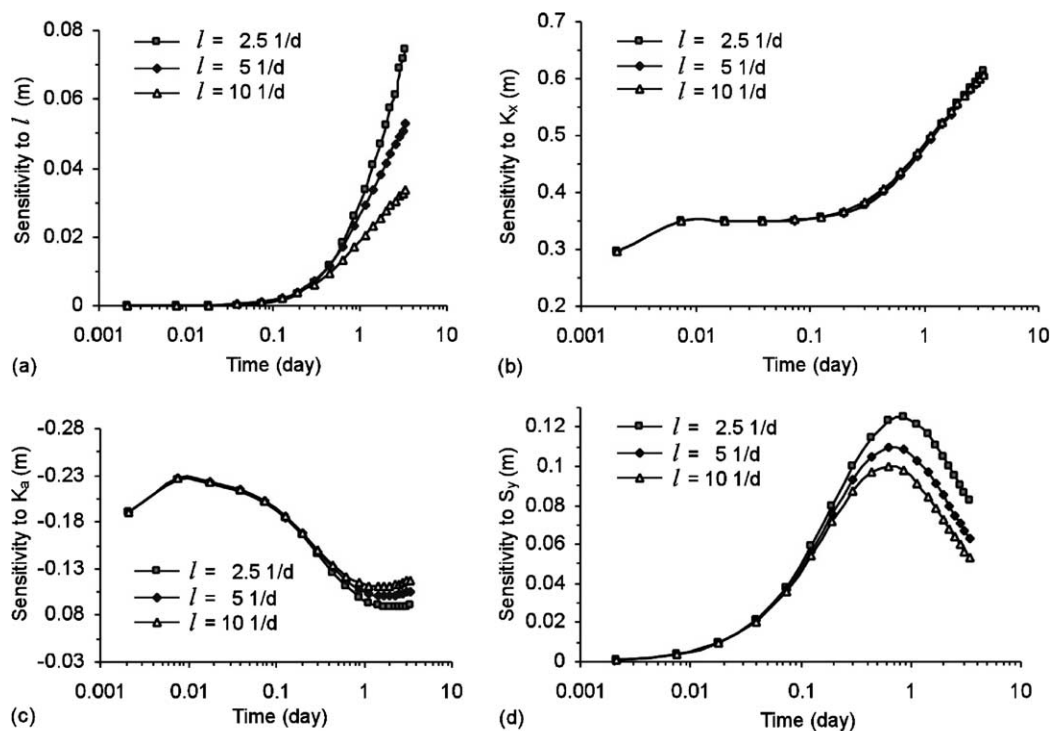 0.08
0.06
0.04
0.02
0
Sensitivity to l (m)
l = 2.5 1/d
l = 5 1/d
l = 10 1/d
0.001 0.01 0.1 1 10
Time (day)
(a)
0.7
0.6
0.5
0.4
0.3
0.2
Sensitivity to Kx (m)
l = 2.5 1/d
l = 5 1/d
l = 10 1/d
0.001 0.01 0.1 1 10
Time (day)
(b)
-0.28
-0.23
-0.18
-0.13
0.08
-0.03
Sensitivity to Ka (m)
l = 2.5 1/d
l = 5 1/d
l = 10 1/d
0.001 0.01 0.1 1 10
Time (day)
(c)
0.12
0.1
0.08
0.06
0.04
0.02
0
Sensitivity to Sy (m)
l = 2.5 1/d
l = 5 1/d
l = 10 1/d
0.001 0.01 0.1 1 10
Time (day)
(d)